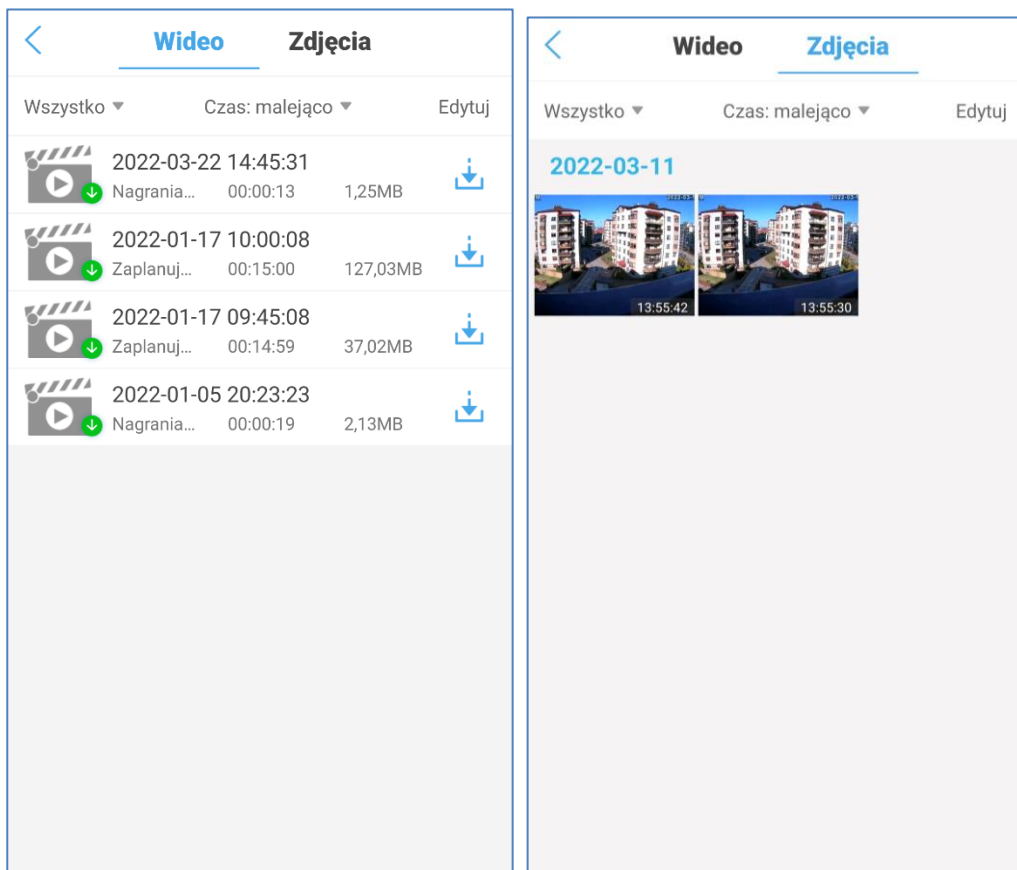 Wideo Zdjęcia
Wszystko Czas: malejąco Edytuj
2022-03-22 14:45:31
Nagrania... 00:00:13 1,25MB
2022-01-17 10:00:08
Zaplanuj... 00:15:00 127,03MB
2022-01-17 09:45:08
Zaplanuj... 00:14:59 37,02MB
2022-01-05 20:23:23
Nagrania... 00:00:19 2,13MB
Wideo Zdjęcia
Wszystko Czas: malejąco Edytuj
2022-03-11
13:55:42 13:55:30